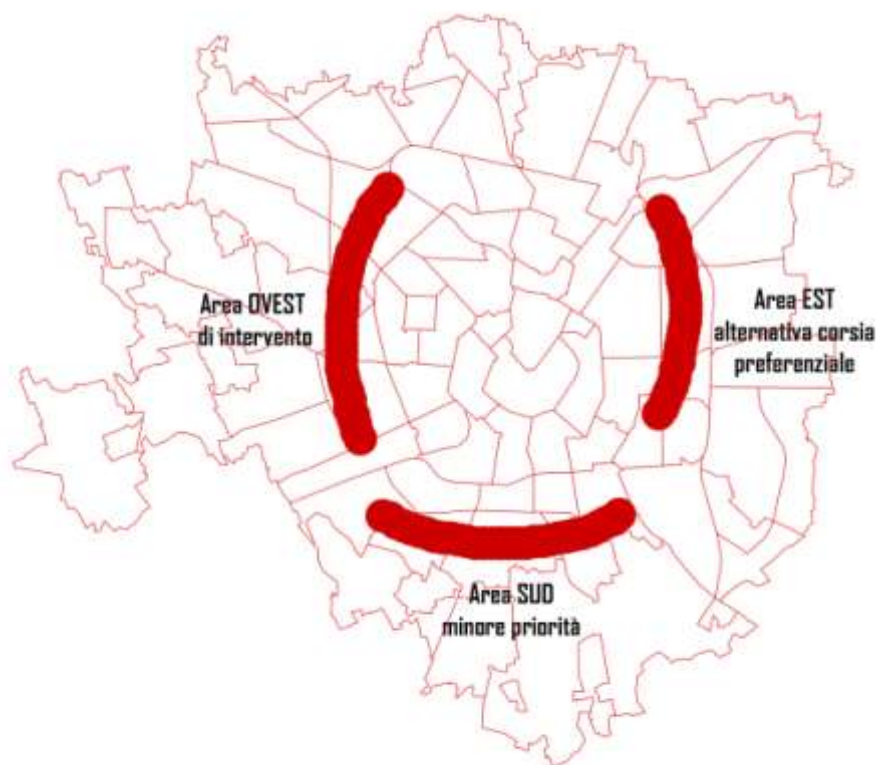 Area OVEST
di intervento
Area EST
alternativa corsia
preferenziale
Area SUD
minore priorità